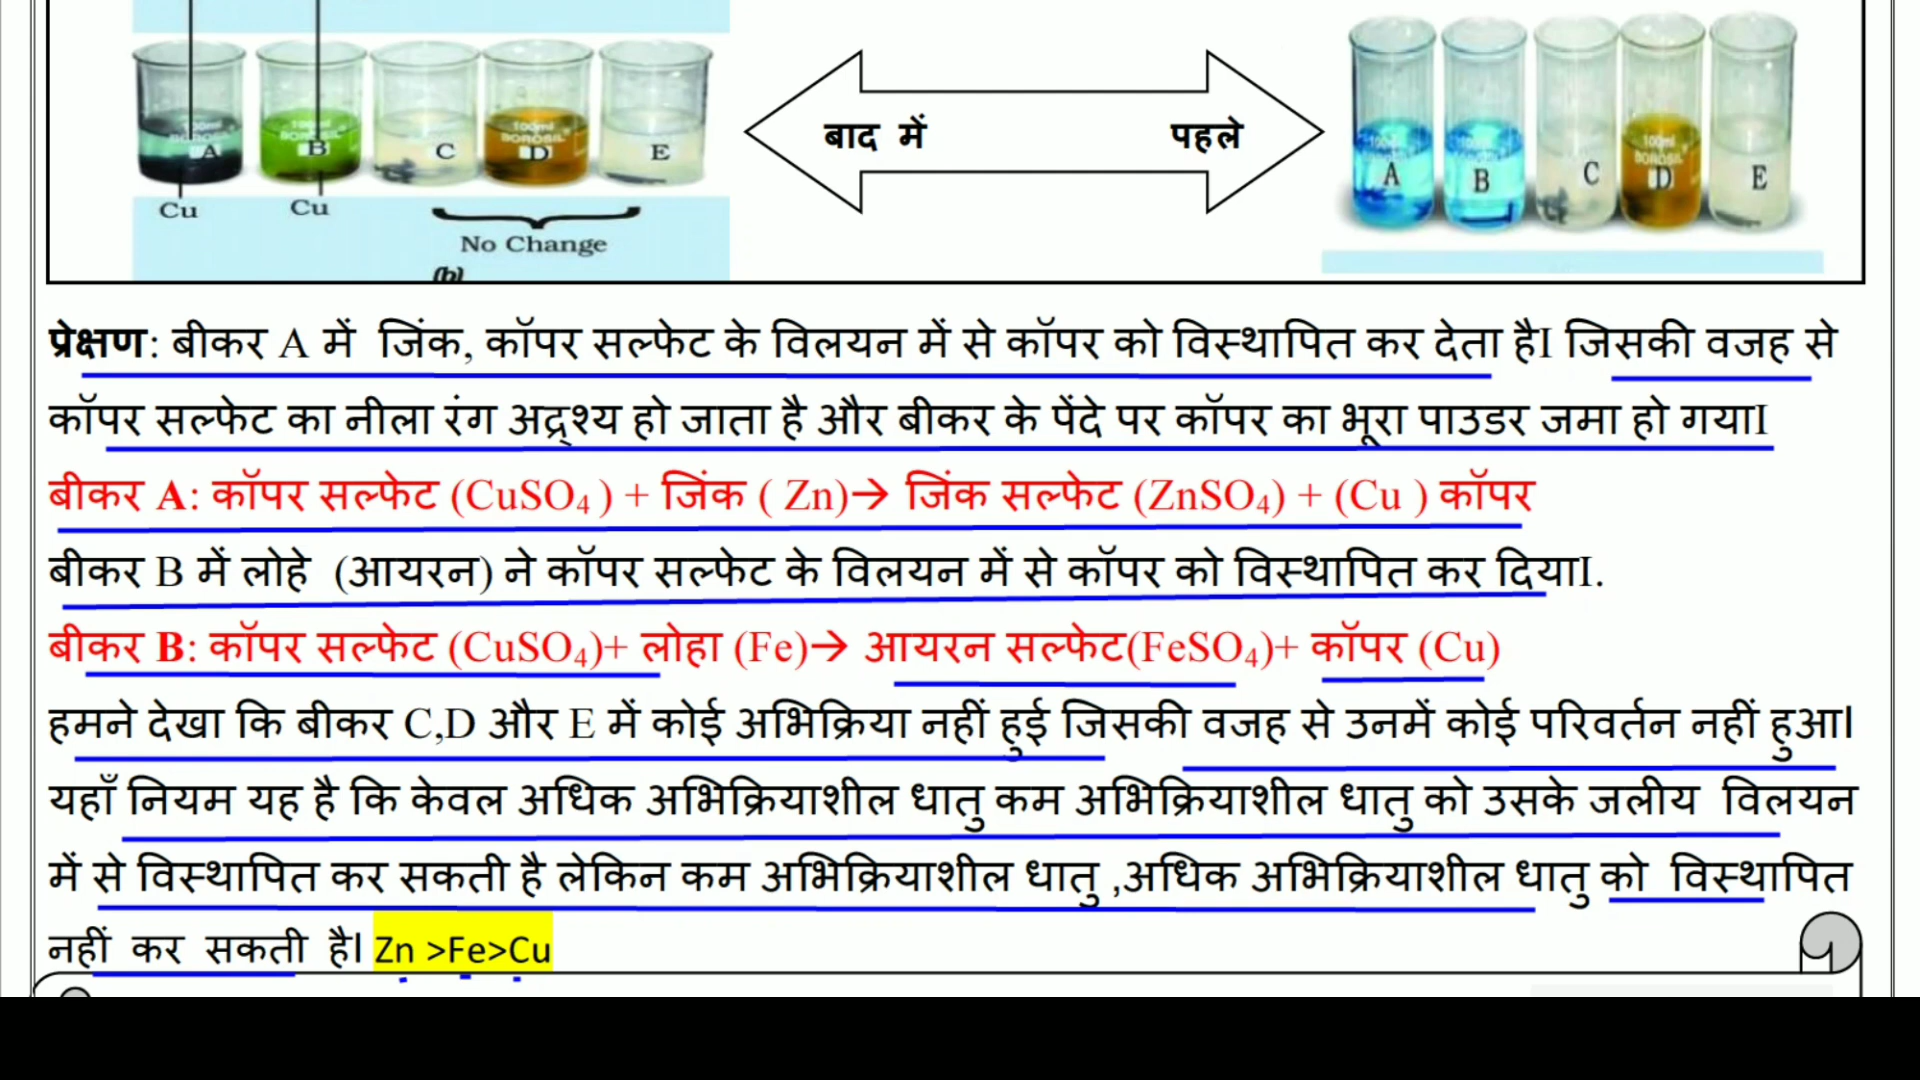 A B C D E
Cu Cu
No Change
(b)
बाद में पहले
A B C D E
प्रेक्षण: बीकर A में जिंक, कॉपर सल्फेट के विलयन में से कॉपर को विस्थापित कर देता हैI जिसकी वजह से
कॉपर सल्फेट का नीला रंग अद्र्श्य हो जाता है और बीकर के पेंदे पर कॉपर का भूरा पाउडर जमा हो गयाI
बीकर A: कॉपर सल्फेट (CuSO₄ ) + जिंक ( Zn)→ जिंक सल्फेट (ZnSO₄) + (Cu ) कॉपर
बीकर B में लोहे (आयरन) ने कॉपर सल्फेट के विलयन में से कॉपर को विस्थापित कर दियाI.
बीकर B: कॉपर सल्फेट (CuSO₄)+ लोहा (Fe)→ आयरन सल्फेट(FeSO₄)+ कॉपर (Cu)
हमने देखा कि बीकर C,D और E में कोई अभिक्रिया नहीं हुई जिसकी वजह से उनमें कोई परिवर्तन नहीं हुआ।
यहाँ नियम यह है कि केवल अधिक अभिक्रियाशील धातु कम अभिक्रियाशील धातु को उसके जलीय विलयन
में से विस्थापित कर सकती है लेकिन कम अभिक्रियाशील धातु ,अधिक अभिक्रियाशील धातु को विस्थापित
नहीं कर सकती है। Zn >Fe>Cu